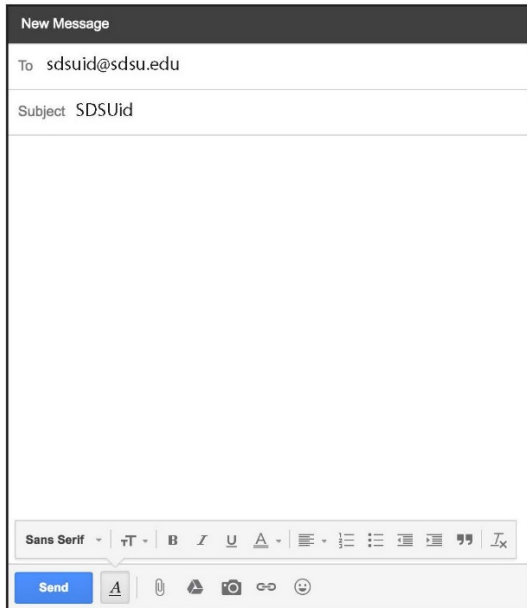 New Message
To sdsuid@sdsu.edu
Subject SDSUid
Sans Serif T B I U A
Send A